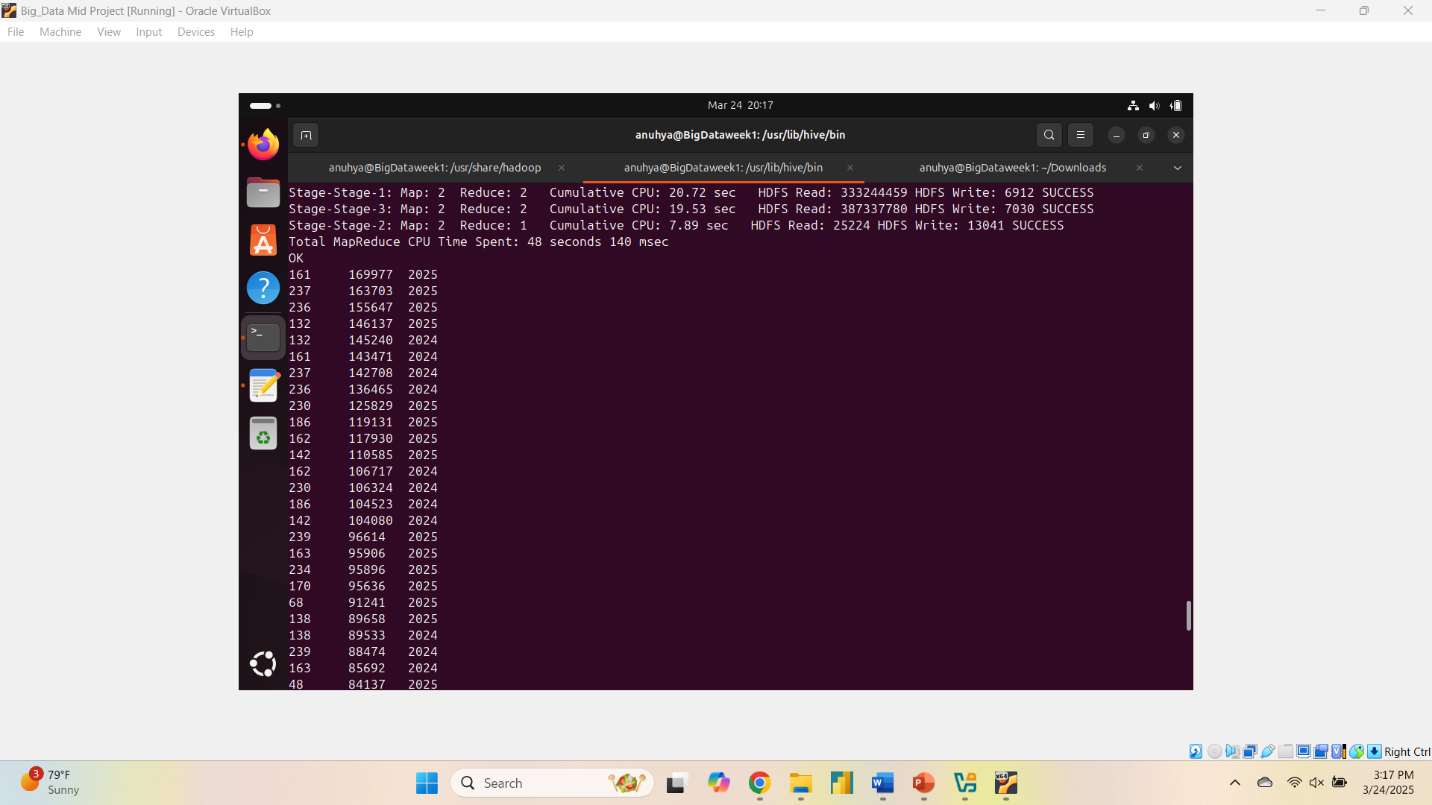 Big_Data Mid Project [Running] - Oracle VirtualBox
File Machine View Input Devices Help
Mar 24 20:17
anuhya@BigDataweek1: /usr/lib/hive/bin
anuhya@BigDataweek1: /usr/share/hadoop anuhya@BigDataweek1: /usr/lib/hive/bin anuhya@BigDataweek1: ~/Downloads
Stage-Stage-1: Map: 2  Reduce: 2   Cumulative CPU: 20.72 sec   HDFS Read: 333244459 HDFS Write: 6912 SUCCESS
Stage-Stage-3: Map: 2  Reduce: 2   Cumulative CPU: 19.53 sec   HDFS Read: 387337780 HDFS Write: 7030 SUCCESS
Stage-Stage-2: Map: 2  Reduce: 1   Cumulative CPU: 7.89 sec   HDFS Read: 25224 HDFS Write: 13041 SUCCESS
Total MapReduce CPU Time Spent: 48 seconds 140 msec
OK
161 169977 2025
237 163703 2025
236 155647 2025
132 146137 2025
132 145240 2024
161 143471 2024
237 142708 2024
236 136465 2024
230 125829 2025
186 119131 2025
162 117930 2025
142 110585 2025
162 106717 2024
230 106324 2024
186 104523 2024
142 104080 2024
239 96614 2025
163 95906 2025
234 95896 2025
170 95636 2025
68 91241 2025
138 89658 2025
138 89533 2024
239 88474 2024
163 85692 2024
48 84137 2025
Right Ctrl
3
79°F
Sunny
Search
3:17 PM
3/24/2025